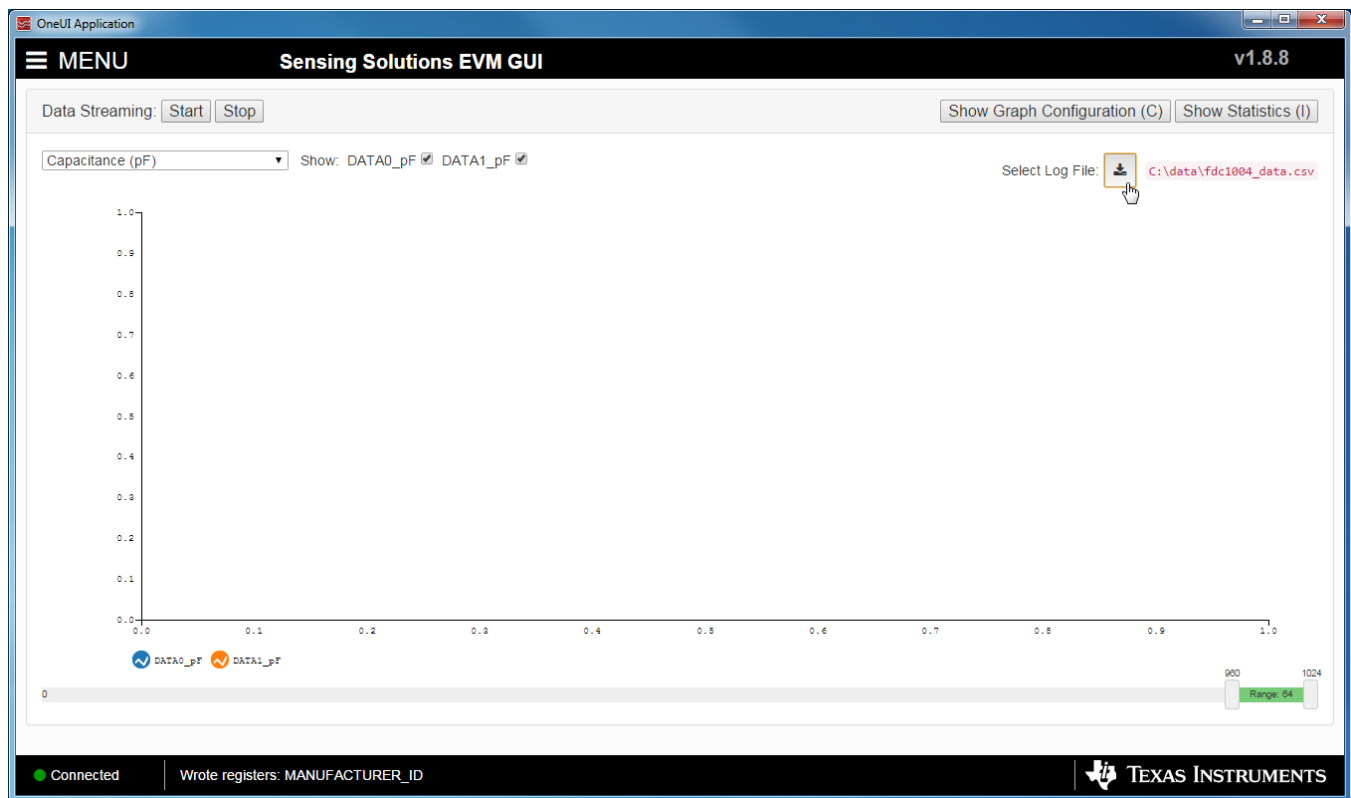 OneUI Application
MENU Sensing Solutions EVM GUI v1.8.8
Data Streaming: Start Stop Show Graph Configuration (C) Show Statistics (I)
Capacitance (pF) Show: DATA0_pF DATA1_pF Select Log File: C:\data\fdc1004_data.csv
1.0
0.9
0.8
0.7
0.6
0.5
0.4
0.3
0.2
0.1
0.0
0.0 0.1 0.2 0.3 0.4 0.5 0.6 0.7 0.8 0.9 1.0
DATA0_pF DATA1_pF
960 1024
0 Range: 64
Connected Wrote registers: MANUFACTURER_ID TEXAS INSTRUMENTS